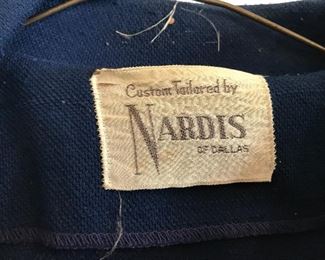 Custom Tailored by
NARDIS
OF DALLAS